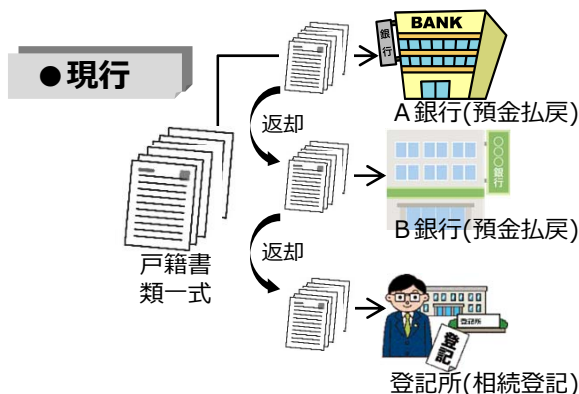 ●現行
BANK
銀行
A銀行(預金払戻)
返却
○○○銀行
B銀行(預金払戻)
戸籍書
類一式
返却
登記所
登記
登記所(相続登記)